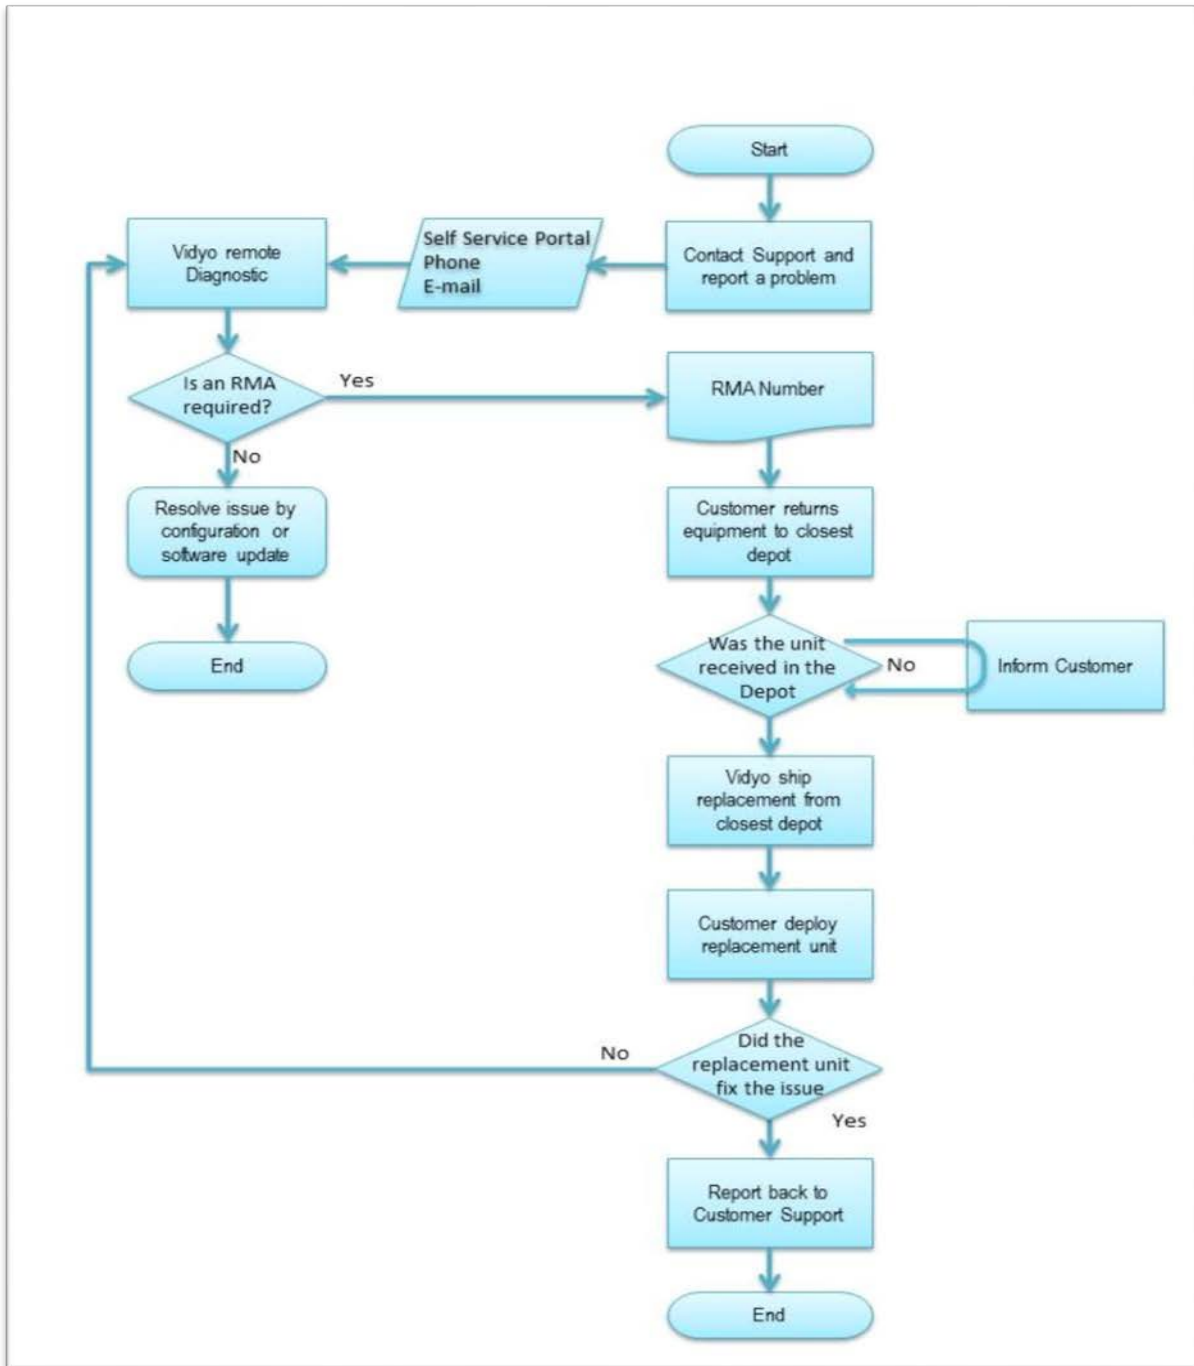 Start
Contact Support and
report a problem
Self Service Portal
Phone
E-mail
Vidyo remote
Diagnostic
Is an RMA
required?
Yes
No
Resolve issue by
configuration or
software update
End
RMA Number
Customer returns
equipment to closest
depot
Was the unit
received in the
Depot
No
Inform Customer
Vidyo ship
replacement from
closest depot
Customer deploy
replacement unit
Did the
replacement unit
fix the issue
No
Yes
Report back to
Customer Support
End